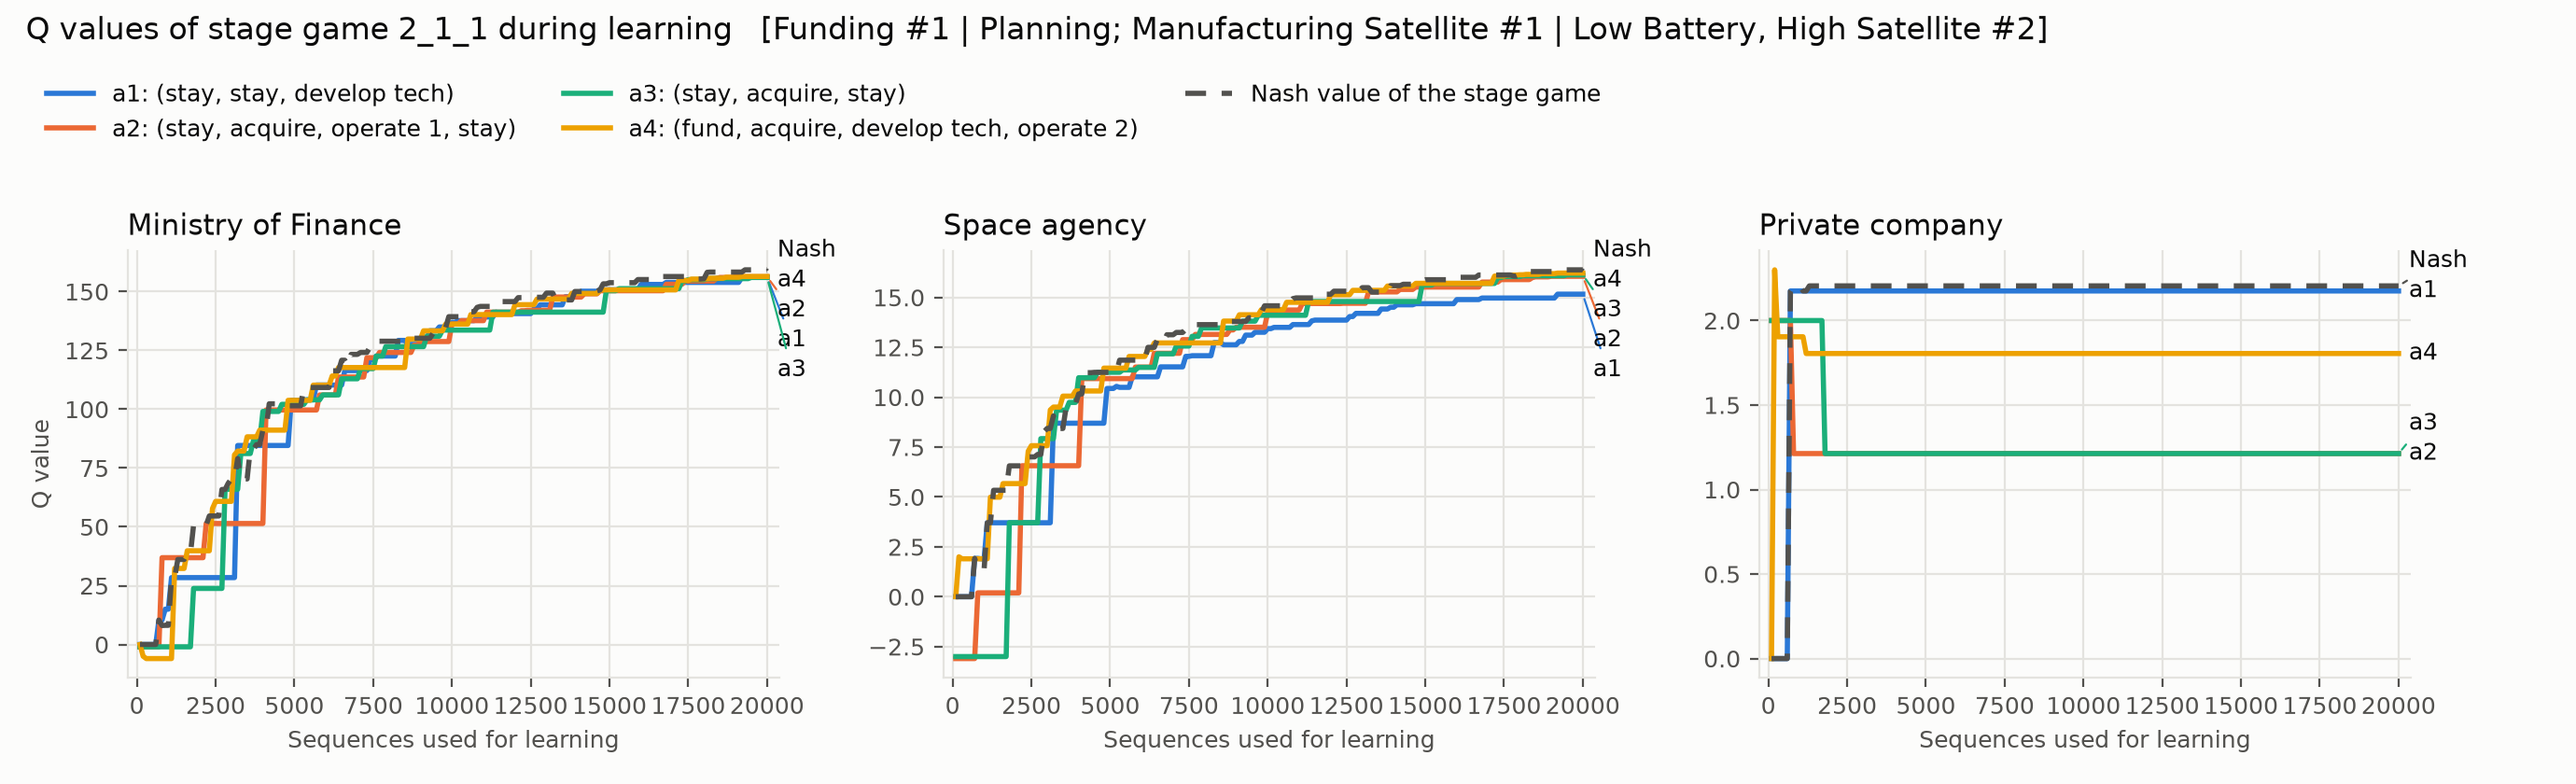 Q values of stage game 2_1_1 during learning   [Funding #1 | Planning; Manufacturing Satellite #1 | Low Battery, High Satellite #2]
a1: (stay, stay, develop tech)
a2: (stay, acquire, operate 1, stay)
a3: (stay, acquire, stay)
a4: (fund, acquire, develop tech, operate 2)
Nash value of the stage game
Ministry of Finance
Q value
150
125
100
75
50
25
0
0 2500 5000 7500 10000 12500 15000 17500 20000
Sequences used for learning
Nash
a4
a2
a1
a3
Space agency
15.0
12.5
10.0
7.5
5.0
2.5
0.0
−2.5
0 2500 5000 7500 10000 12500 15000 17500 20000
Sequences used for learning
Nash
a4
a3
a2
a1
Private company
2.0
1.5
1.0
0.5
0.0
0 2500 5000 7500 10000 12500 15000 17500 20000
Sequences used for learning
Nash
a1
a4
a3
a2